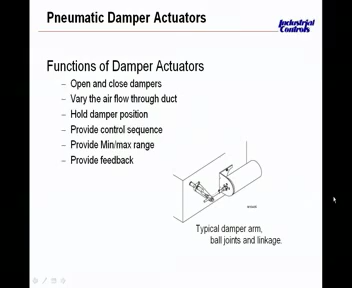 Pneumatic Damper Actuators
Industrial
Controls
Functions of Damper Actuators
– Open and close dampers
– Vary the air flow through duct
– Hold damper position
– Provide control sequence
– Provide Min/max range
– Provide feedback
Typical damper arm,
ball joints and linkage.